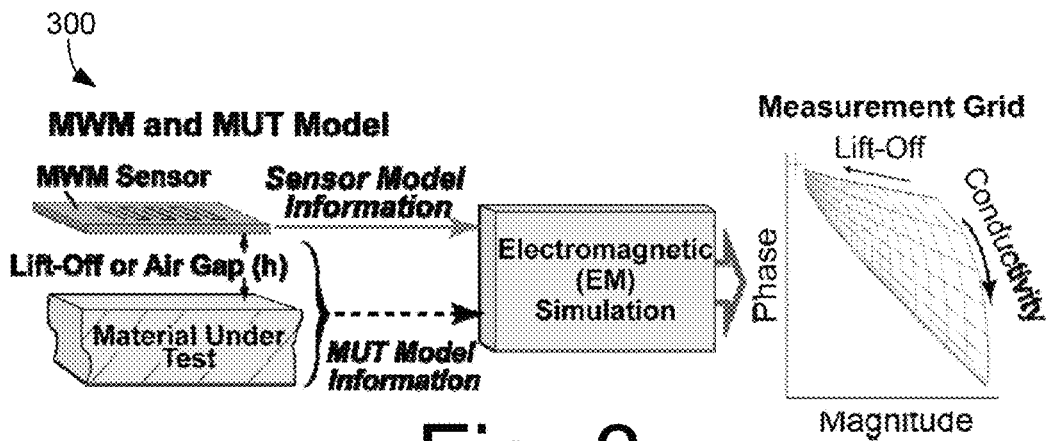 300
MWM and MUT Model
MWM Sensor
Sensor Model
Information
Lift-Off or Air Gap (h)
Material Under
Test
MUT Model
Information
Electromagnetic
(EM)
Simulation
Measurement Grid
Lift-Off
Conductivity
Phase
Magnitude